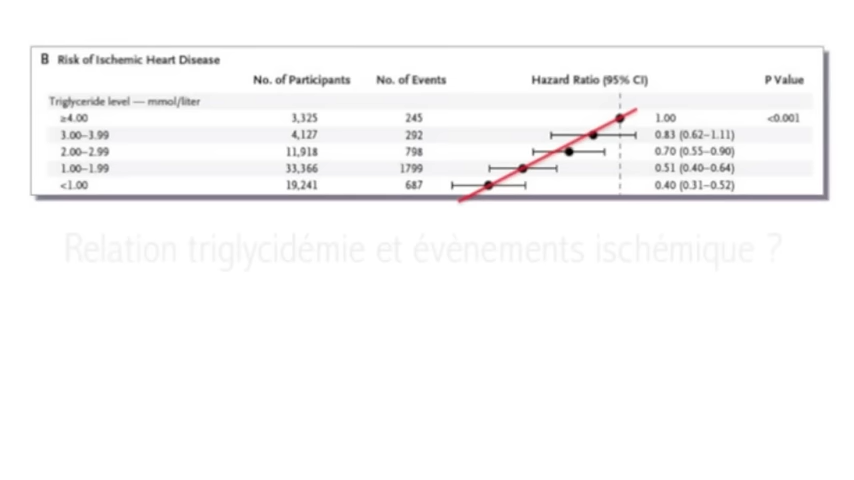 B Risk of Ischemic Heart Disease
No. of Participants No. of Events Hazard Ratio (95% CI) P Value
Triglyceride level — mmol/liter
≥4.00 3,325 245 1.00 <0.001
3.00–3.99 4,127 292 0.83 (0.62–1.11)
2.00–2.99 11,918 798 0.70 (0.55–0.90)
1.00–1.99 33,366 1799 0.51 (0.40–0.64)
<1.00 19,241 687 0.40 (0.31–0.52)
Relation triglycidémie et évènements ischémique ?